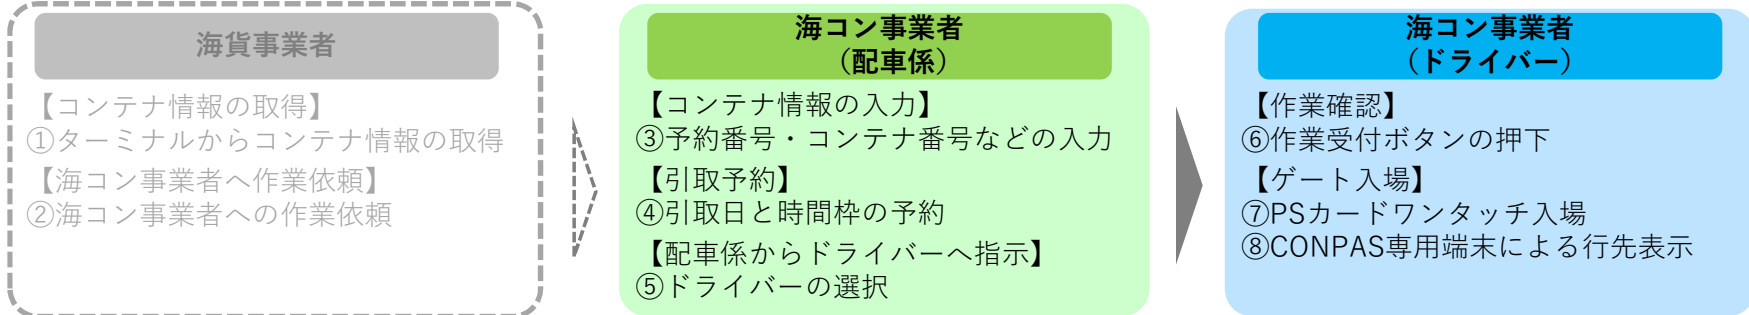 海貨事業者
【コンテナ情報の取得】
①ターミナルからコンテナ情報の取得
【海コン事業者へ作業依頼】
②海コン事業者への作業依頼
海コン事業者
（配車係）
【コンテナ情報の入力】
③予約番号・コンテナ番号などの入力
【引取予約】
④引取日と時間枠の予約
【配車係からドライバーへ指示】
⑤ドライバーの選択
海コン事業者
（ドライバー）
【作業確認】
⑥作業受付ボタンの押下
【ゲート入場】
⑦PSカードワンタッチ入場
⑧CONPAS専用端末による行先表示